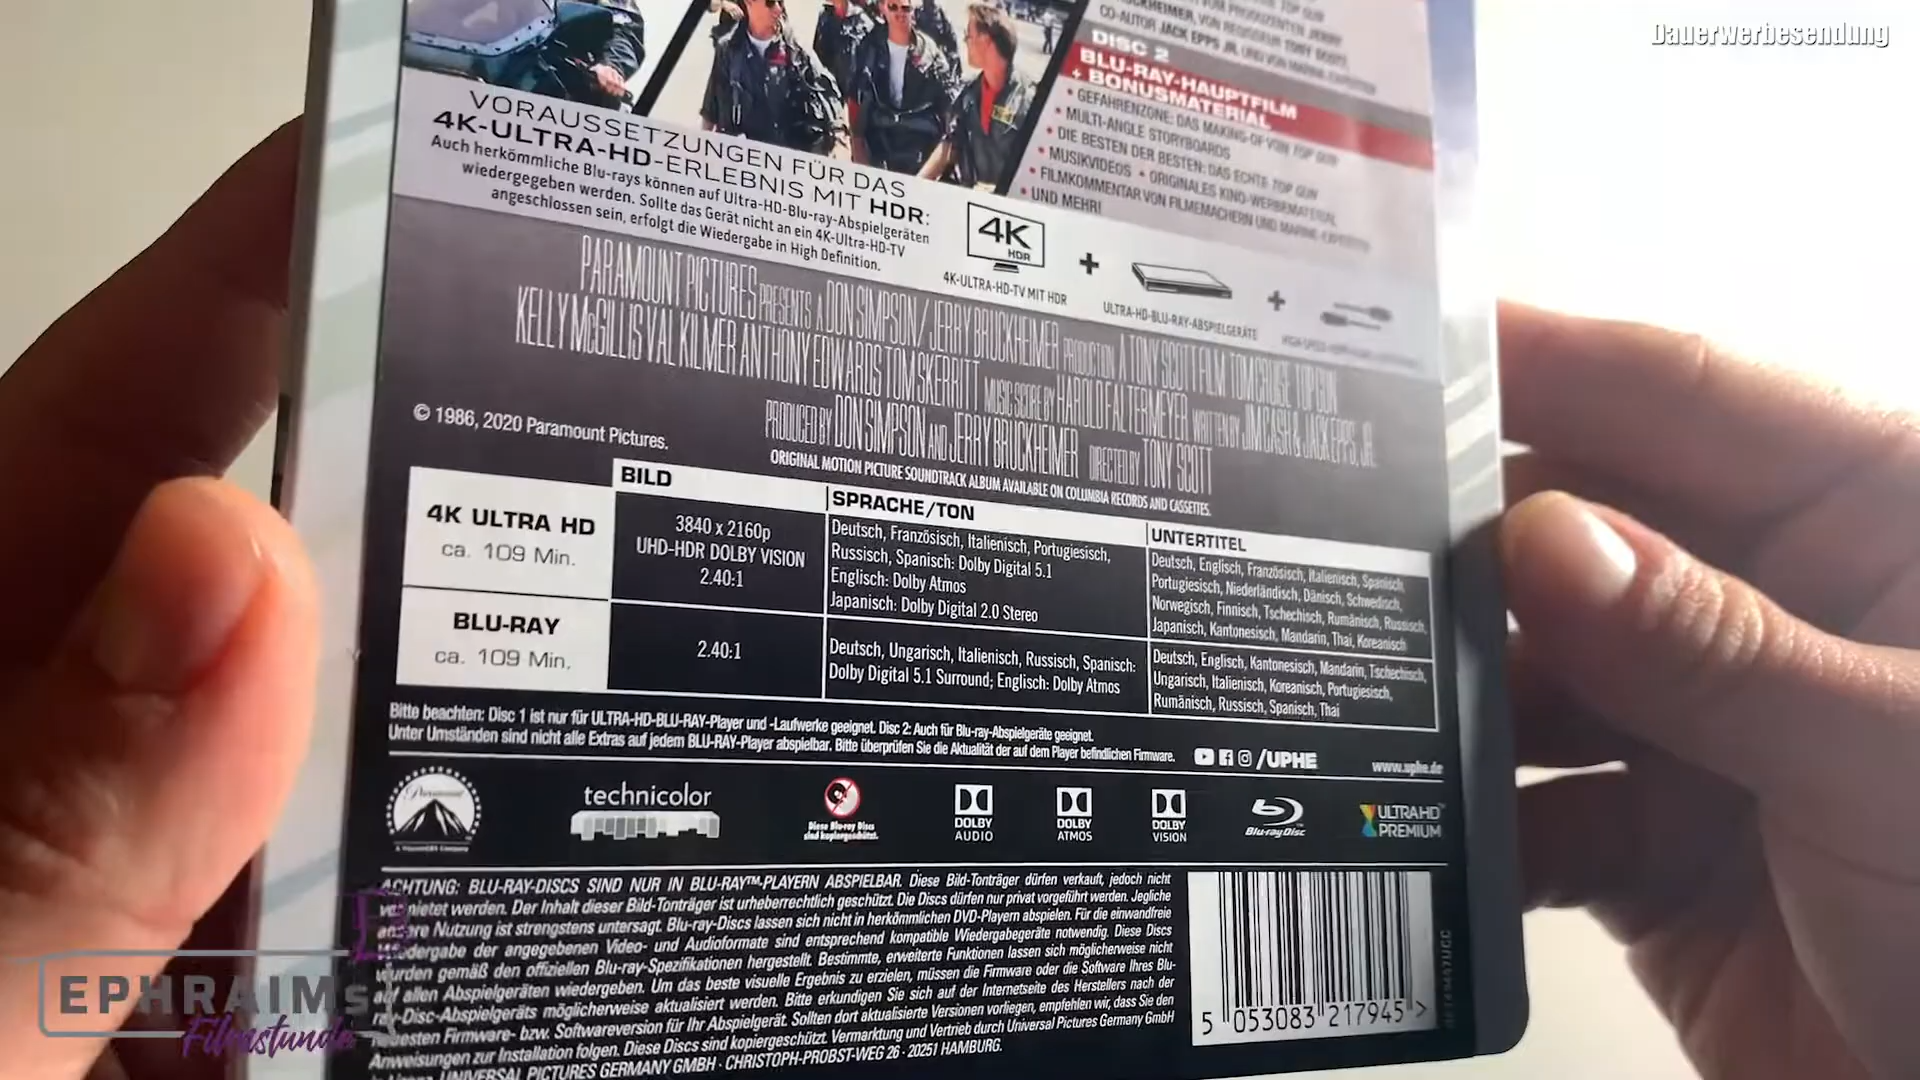 Dauerwerbesendung
CO-AUTOR JACK EPPS JR. UND VON MARINE-EXPERTEN
DISC 2
BLU-RAY-HAUPTFILM
+ BONUSMATERIAL
• GEFAHRENZONE: DAS MAKING-OF VON TOP GUN
• MULTI-ANGLE STORYBOARDS
• DIE BESTEN DER BESTEN: DAS ECHTE TOP GUN
• MUSIKVIDEOS • ORIGINALES KINO-WERBEMATERIAL
• FILMKOMMENTAR VON FILMEMACHERN UND MARINE-EXPERTEN
• UND MEHR!
VORAUSSETZUNGEN FÜR DAS
4K-ULTRA-HD-ERLEBNIS MIT HDR:
Auch herkömmliche Blu-rays können auf Ultra-HD-Blu-ray-Abspielgeräten
wiedergegeben werden. Sollte das Gerät nicht an ein 4K-Ultra-HD-TV
angeschlossen sein, erfolgt die Wiedergabe in High Definition.
4K
HDR
+
+
4K-ULTRA-HD-TV MIT HDR
ULTRA-HD-BLU-RAY-ABSPIELGERÄTE
PARAMOUNT PICTURES PRESENTS A DON SIMPSON/JERRY BRUCKHEIMER PRODUCTION A TONY SCOTT FILM TOM CRUISE TOP GUN
KELLY McGILLIS VAL KILMER ANTHONY EDWARDS TOM SKERRITT MUSIC SCORE BY HAROLD FALTERMEYER WRITTEN BY JIM CASH & JACK EPPS, JR.
PRODUCED BY DON SIMPSON AND JERRY BRUCKHEIMER DIRECTED BY TONY SCOTT
© 1986, 2020 Paramount Pictures.
ORIGINAL MOTION PICTURE SOUNDTRACK ALBUM AVAILABLE ON COLUMBIA RECORDS AND CASSETTES.
BILD
SPRACHE/TON
UNTERTITEL
4K ULTRA HD
ca. 109 Min.
3840 x 2160p
UHD-HDR DOLBY VISION
2.40:1
Deutsch, Französisch, Italienisch, Portugiesisch,
Russisch, Spanisch: Dolby Digital 5.1
Englisch: Dolby Atmos
Japanisch: Dolby Digital 2.0 Stereo
Deutsch, Englisch, Französisch, Italienisch, Spanisch,
Portugiesisch, Niederländisch, Dänisch, Schwedisch,
Norwegisch, Finnisch, Tschechisch, Rumänisch, Russisch,
Japanisch, Kantonesisch, Mandarin, Thai, Koreanisch
BLU-RAY
ca. 109 Min.
2.40:1
Deutsch, Ungarisch, Italienisch, Russisch, Spanisch:
Dolby Digital 5.1 Surround; Englisch: Dolby Atmos
Deutsch, Englisch, Kantonesisch, Mandarin, Tschechisch,
Ungarisch, Italienisch, Koreanisch, Portugiesisch,
Rumänisch, Russisch, Spanisch, Thai
Bitte beachten: Disc 1 ist nur für ULTRA-HD-BLU-RAY-Player und -Laufwerke geeignet. Disc 2: Auch für Blu-ray-Abspielgeräte geeignet.
Unter Umständen sind nicht alle Extras auf jedem BLU-RAY-Player abspielbar. Bitte überprüfen Sie die Aktualität der auf dem Player befindlichen Firmware.
/UPHE
www.uphe.de
Paramount
technicolor
Diese Blu-ray Discs
sind kopiergeschützt.
DOLBY
AUDIO
DOLBY
ATMOS
DOLBY
VISION
Blu-ray Disc
ULTRA HD
PREMIUM
ACHTUNG: BLU-RAY-DISCS SIND NUR IN BLU-RAY™-PLAYERN ABSPIELBAR. Diese Bild-Tonträger dürfen verkauft, jedoch nicht
vermietet werden. Der Inhalt dieser Bild-Tonträger ist urheberrechtlich geschützt. Die Discs dürfen nur privat vorgeführt werden. Jegliche
andere Nutzung ist strengstens untersagt. Blu-ray-Discs lassen sich nicht in herkömmlichen DVD-Playern abspielen. Für die einwandfreie
Wiedergabe der angegebenen Video- und Audioformate sind entsprechend kompatible Wiedergabegeräte notwendig. Diese Discs
wurden gemäß den offiziellen Blu-ray-Spezifikationen hergestellt. Bestimmte, erweiterte Funktionen lassen sich möglicherweise nicht
auf allen Abspielgeräten wiedergeben. Um das beste visuelle Ergebnis zu erzielen, müssen die Firmware oder die Software Ihres Blu-
ray-Disc-Abspielgeräts möglicherweise aktualisiert werden. Bitte erkundigen Sie sich auf der Internetseite des Herstellers nach der
neuesten Firmware- bzw. Softwareversion für Ihr Abspielgerät. Sollten dort aktualisierte Versionen vorliegen, empfehlen wir, dass Sie den
Anweisungen zur Installation folgen. Diese Discs sind kopiergeschützt. Vermarktung und Vertrieb durch Universal Pictures Germany GmbH
UNIVERSAL PICTURES GERMANY GMBH · CHRISTOPH-PROBST-WEG 26 · 20251 HAMBURG.
5 053083 217945 >
EPHRAIMs
Filmstunde